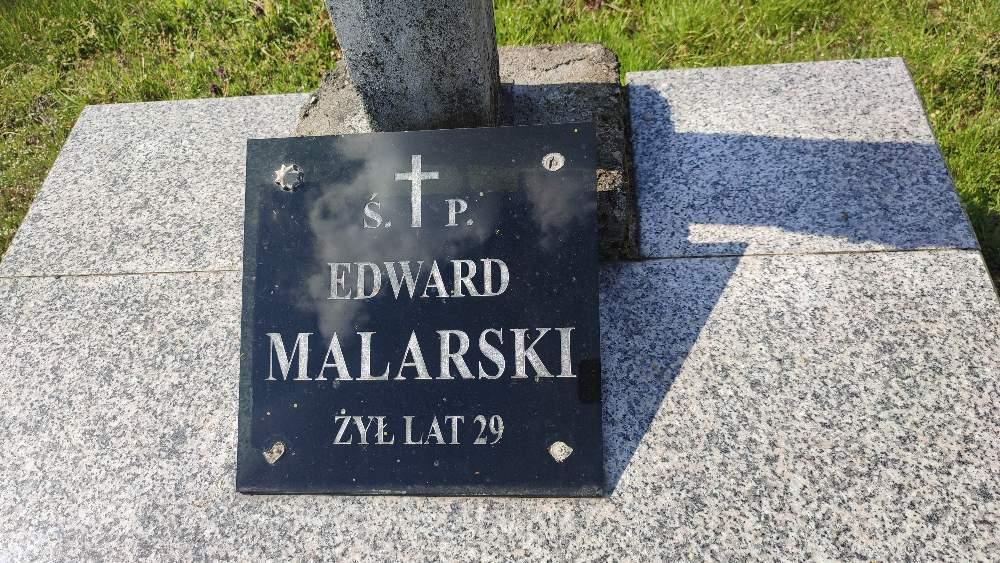 Ś. P.
EDWARD
MALARSKI
ŻYŁ LAT 29